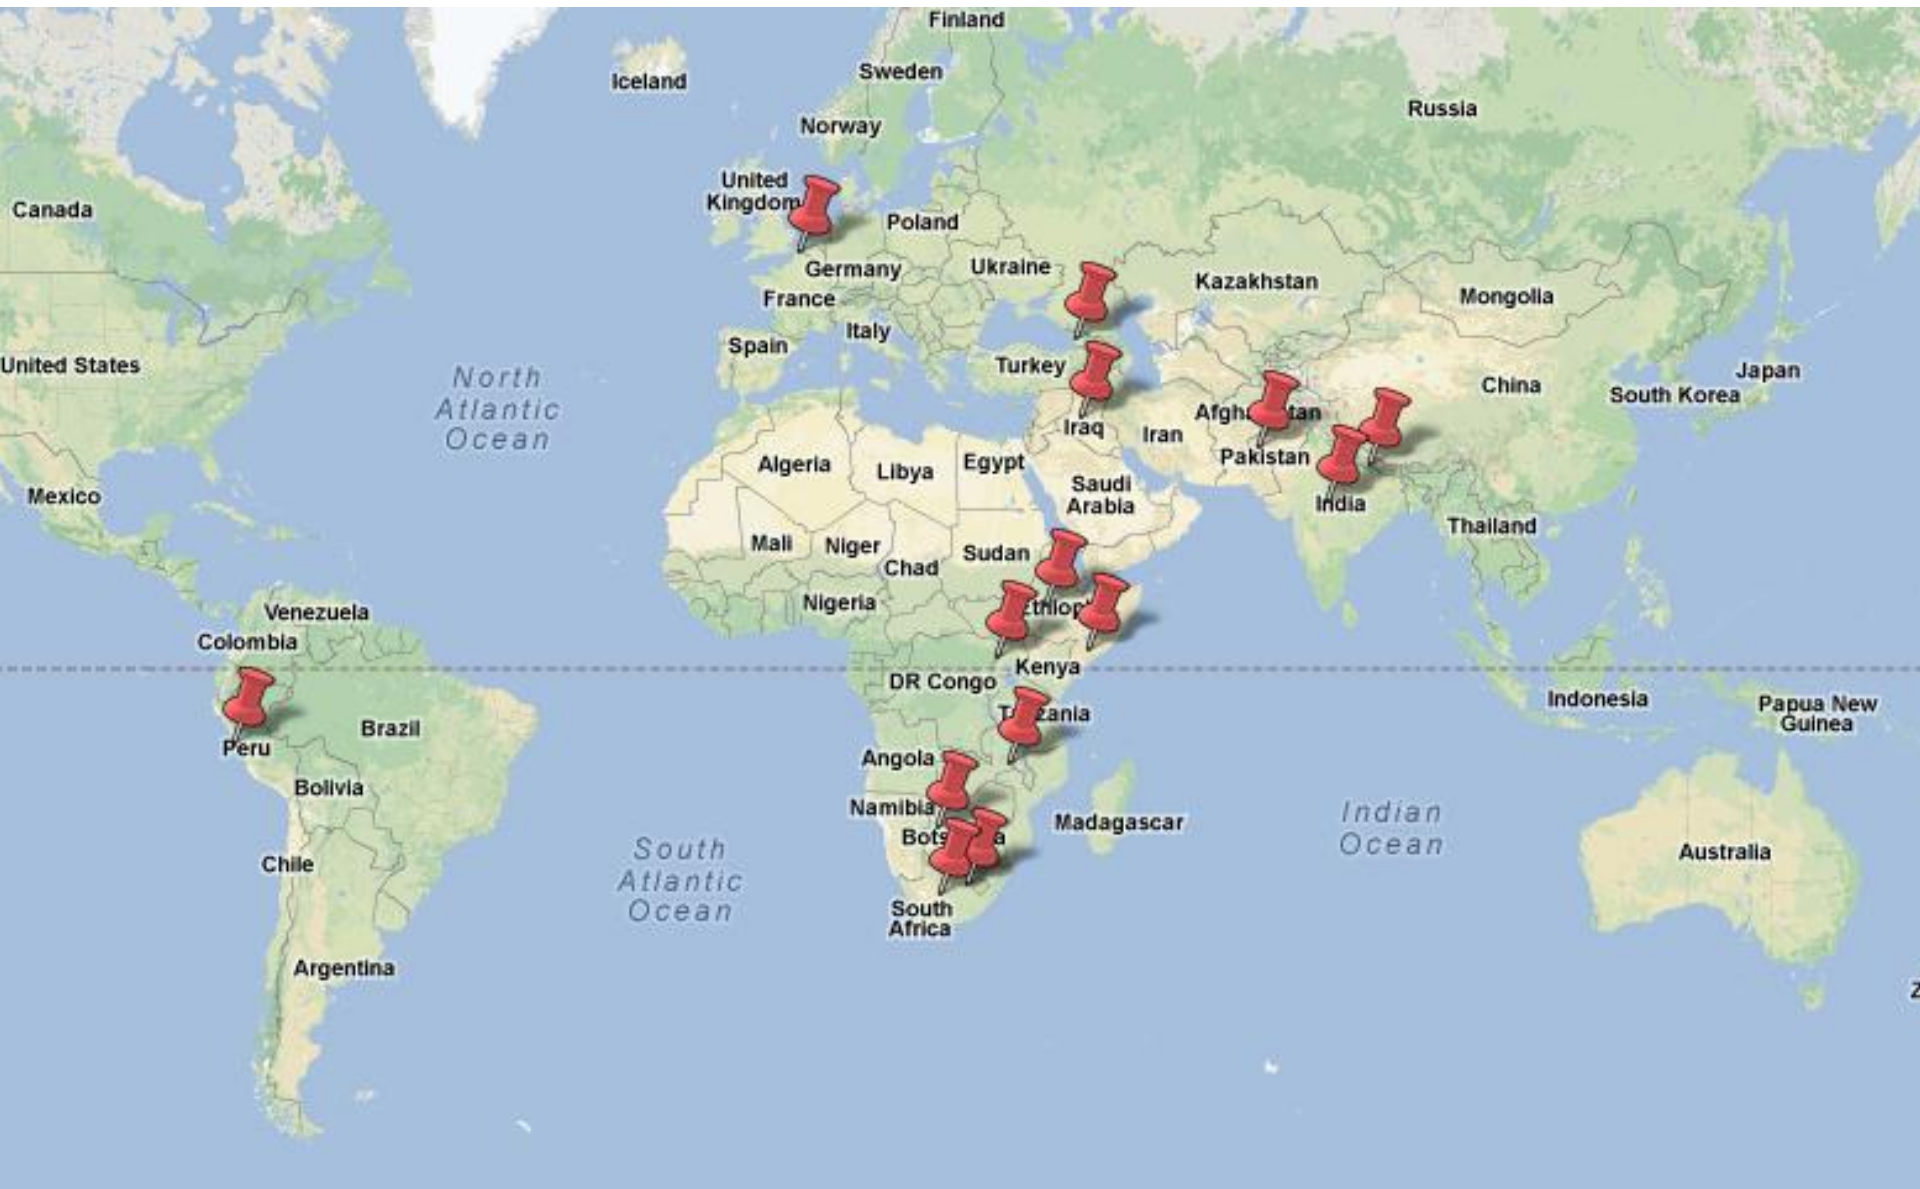 Finland
Iceland
Sweden
Russia
Norway
United
Kingdom
Canada
Poland
Germany
Ukraine
Kazakhstan
Mongolia
France
Italy
Spain
United States
Turkey
Japan
China
South Korea
North
Atlantic
Ocean
Iraq
Iran
Pakistan
Algeria
Libya
Egypt
Saudi
Arabia
Mexico
India
Thailand
Mali
Niger
Sudan
Chad
Nigeria
Venezuela
Colombia
Kenya
DR Congo
Indonesia
Papua New
Guinea
Brazil
Peru
Angola
Bolivia
Namibia
Madagascar
Indian
Ocean
South
Atlantic
Ocean
Chile
Australia
South
Africa
Argentina